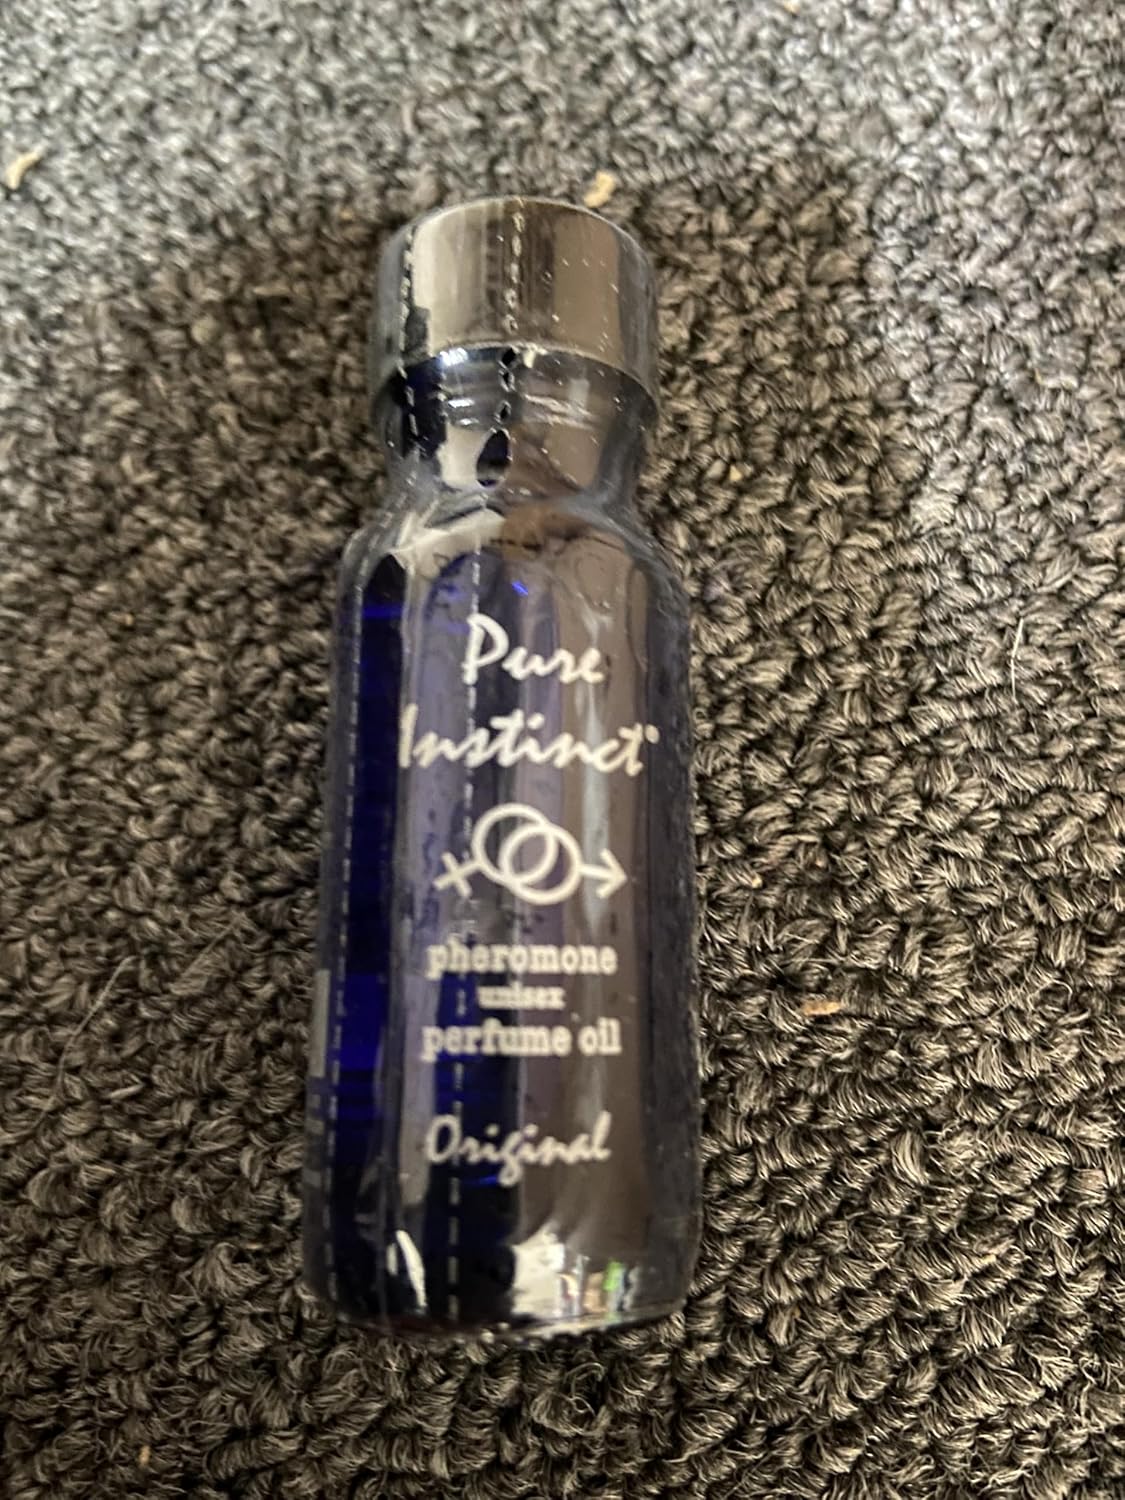 Pure
Instinct®
pheromone
unisex
perfume oil
Original